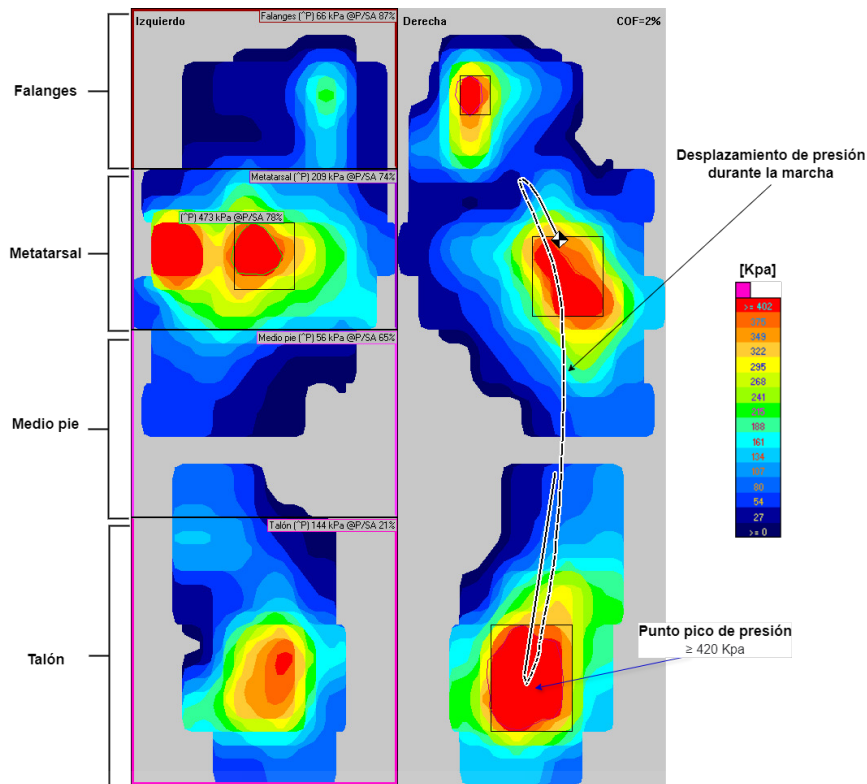 Izquierdo
Falanges (^P) 66 kPa @P/SA 87%
Derecha
COF=2%
Falanges
Desplazamiento de presión
durante la marcha
Metatarsal (^P) 209 kPa @P/SA 74%
(^P) 473 kPa @P/SA 78%
Metatarsal
[Kpa]
>= 402
375
349
322
295
268
241
215
188
161
134
107
80
54
27
>= 0
Medio pie (^P) 56 kPa @P/SA 65%
Medio pie
Talón (^P) 144 kPa @P/SA 21%
Talón
Punto pico de presión
≥ 420 Kpa